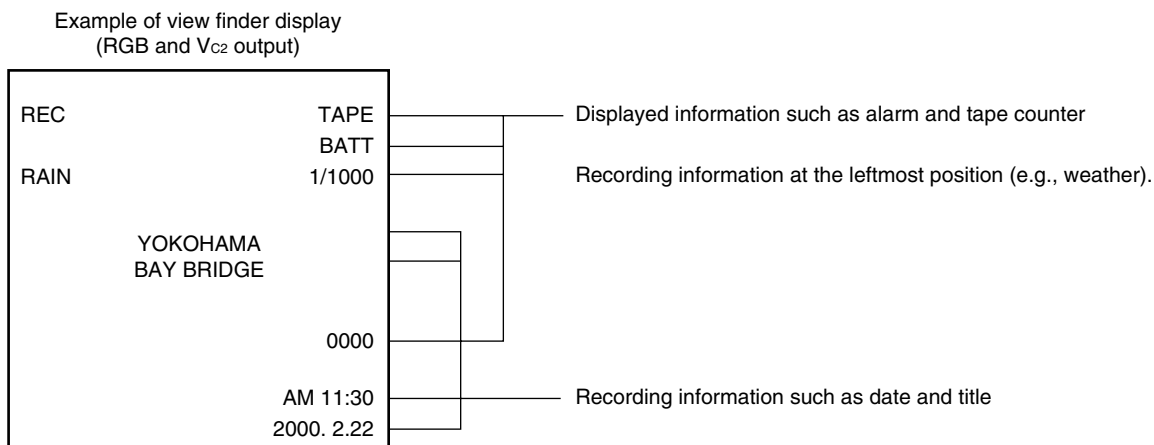 Example of view finder display
(RGB and VC2 output)
REC TAPE Displayed information such as alarm and tape counter
BATT
RAIN 1/1000 Recording information at the leftmost position (e.g., weather).
YOKOHAMA
BAY BRIDGE
0000
AM 11:30 Recording information such as date and title
2000. 2.22